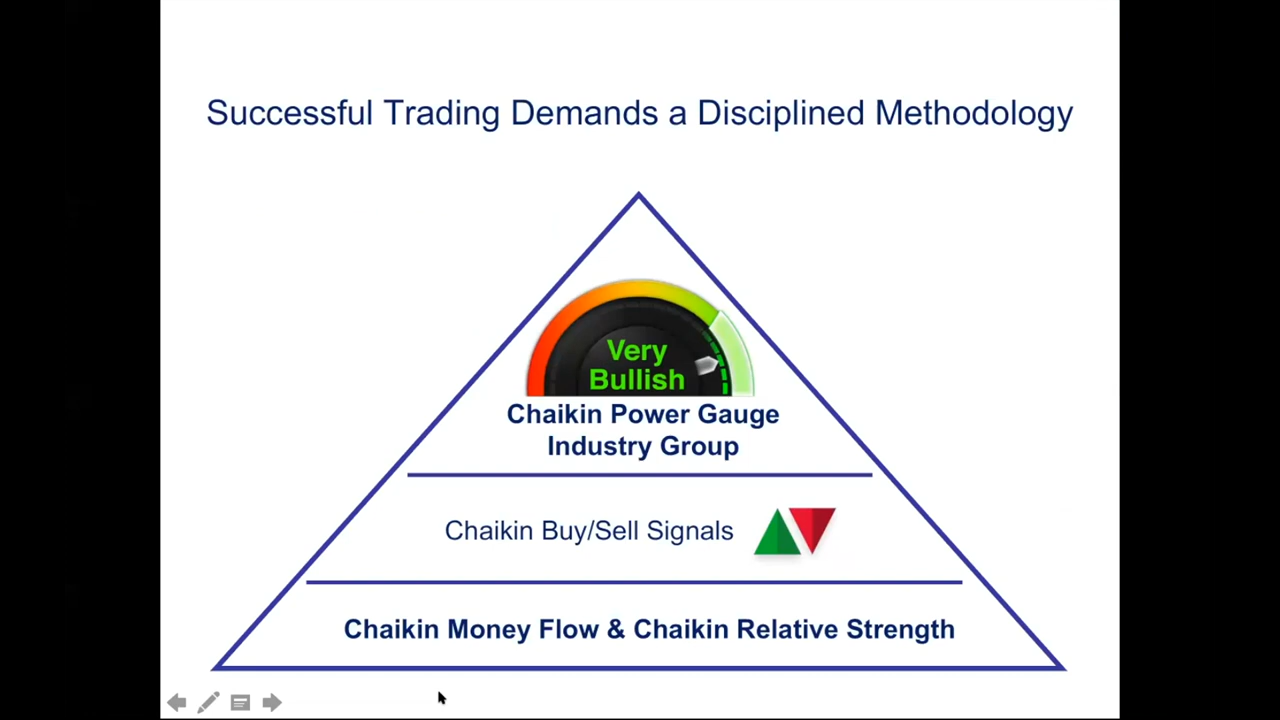 Successful Trading Demands a Disciplined Methodology
Very
Bullish
Chaikin Power Gauge
Industry Group
Chaikin Buy/Sell Signals
Chaikin Money Flow & Chaikin Relative Strength